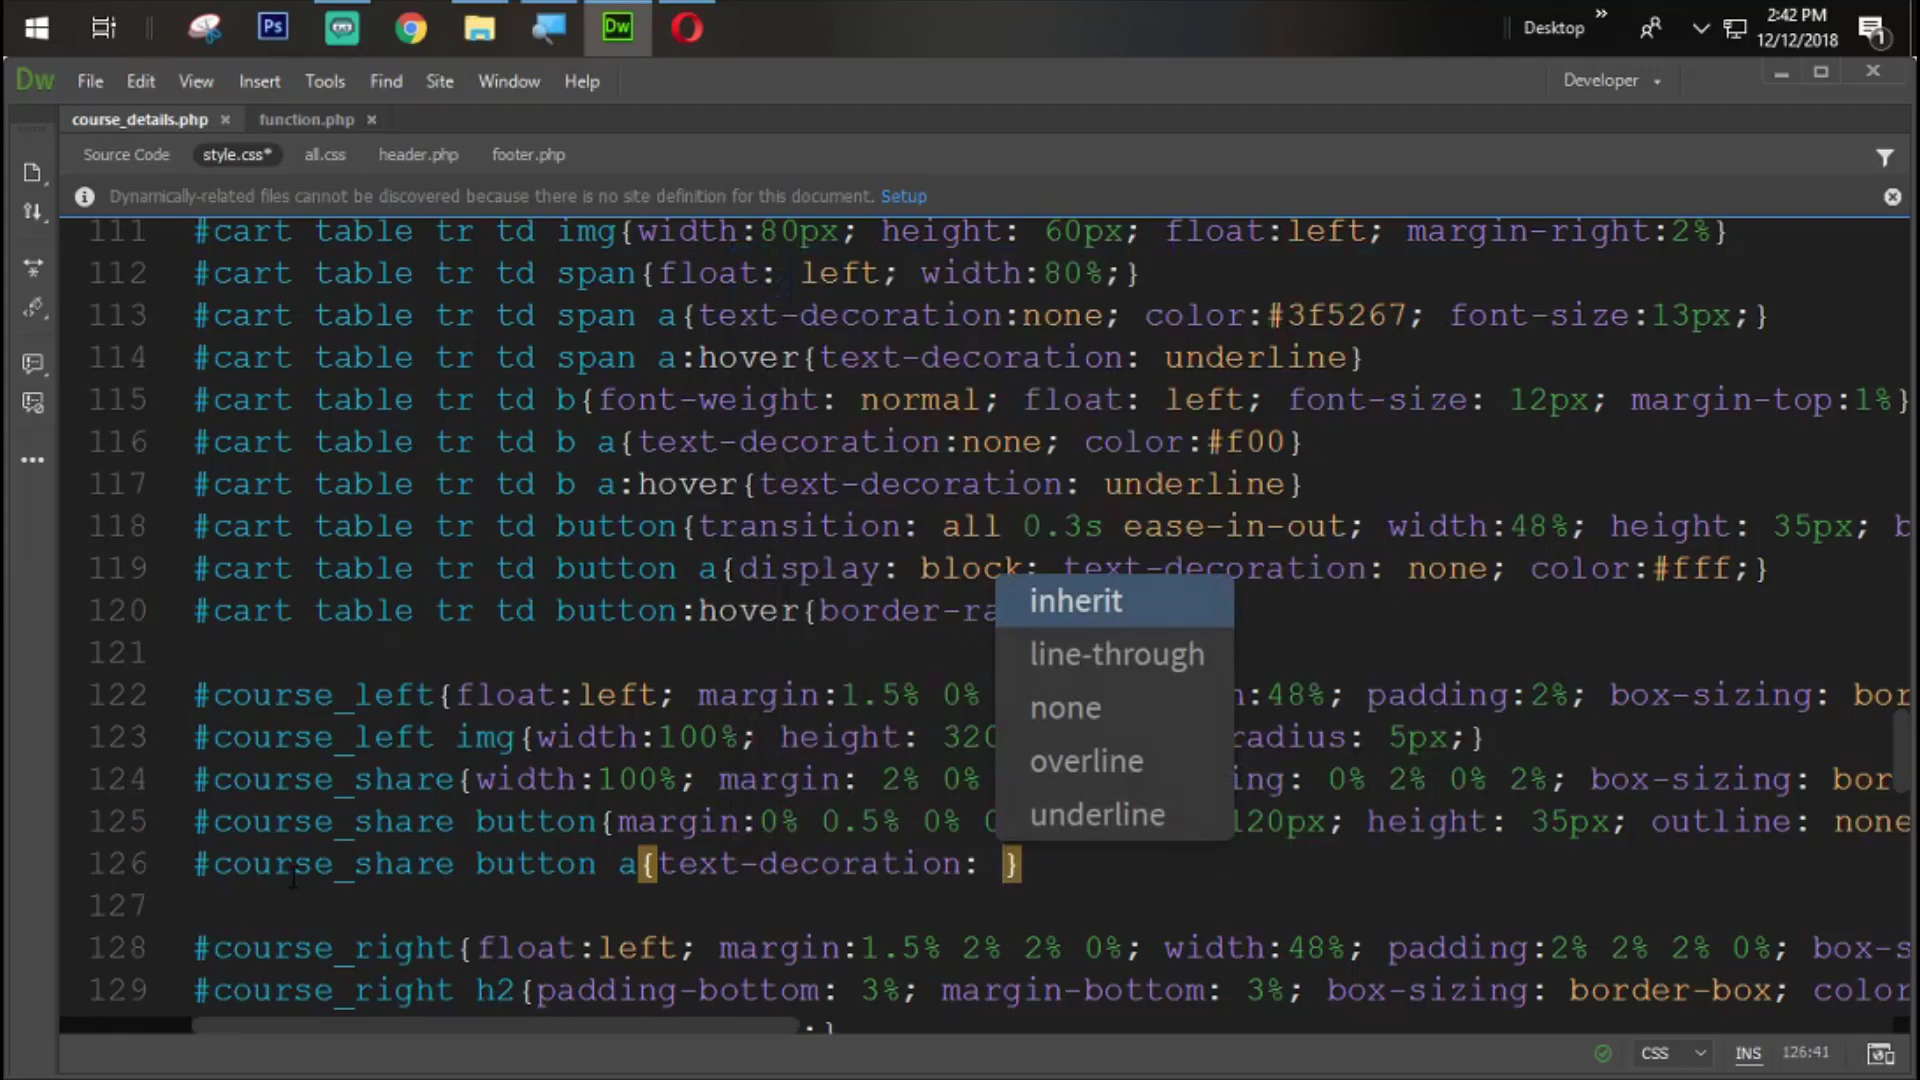 Ps
Dw
Desktop
»
2:42 PM
12/12/2018
1
Dw File Edit View Insert Tools Find Site Window Help
Developer
course_details.php × function.php ×
Source Code style.css* all.css header.php footer.php
Dynamically-related files cannot be discovered because there is no site definition for this document. Setup
111 #cart table tr td img{width:80px; height: 60px; float:left; margin-right:2%}
112 #cart table tr td span{float: left; width:80%;}
113 #cart table tr td span a{text-decoration:none; color:#3f5267; font-size:13px;}
114 #cart table tr td span a:hover{text-decoration: underline}
115 #cart table tr td b{font-weight: normal; float: left; font-size: 12px; margin-top:1%}
116 #cart table tr td b a{text-decoration:none; color:#f00}
117 #cart table tr td b a:hover{text-decoration: underline}
118 #cart table tr td button{transition: all 0.3s ease-in-out; width:48%; height: 35px; b
119 #cart table tr td button a{display: block; text-decoration: none; color:#fff;}
120 #cart table tr td button:hover{border-ra
inherit
line-through
none
overline
underline
121
122 #course_left{float:left; margin:1.5% 0% :48%; padding:2%; box-sizing: bor
123 #course_left img{width:100%; height: 320 radius: 5px;}
124 #course_share{width:100%; margin: 2% 0% ing: 0% 2% 0% 2%; box-sizing: bor
125 #course_share button{margin:0% 0.5% 0% 120px; height: 35px; outline: none
126 #course_share button a{text-decoration: }
127
128 #course_right{float:left; margin:1.5% 2% 2% 0%; width:48%; padding:2% 2% 2% 0%; box-s
129 #course_right h2{padding-bottom: 3%; margin-bottom: 3%; box-sizing: border-box; color
;}
CSS INS 126:41